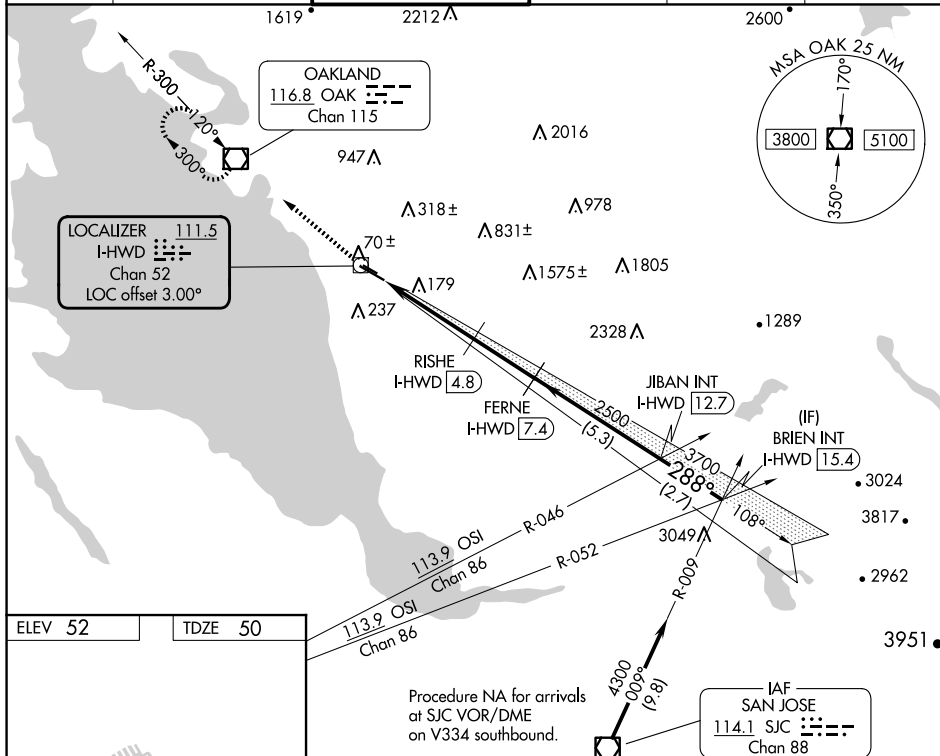 1619
2212
2600
MSA OAK 25 NM
170°
3800
5100
350°
R-300
120°
300°
OAKLAND
116.8 OAK
Chan 115
947
2016
318±
978
831±
70±
1575±
1805
179
237
LOCALIZER 111.5
I-HWD
Chan 52
LOC offset 3.00°
2328
1289
RISHE
I-HWD 4.8
FERNE
I-HWD 7.4
JIBAN INT
I-HWD 12.7
(IF)
BRIEN INT
I-HWD 15.4
2500
(5.3)
3700
288°
(2.7)
108°
3024
3817
3049
2962
3951
R-046
113.9 OSI
Chan 86
R-052
113.9 OSI
Chan 86
R-009
4300
009°
(9.8)
ELEV 52
TDZE 50
Procedure NA for arrivals
at SJC VOR/DME
on V334 southbound.
IAF
SAN JOSE
114.1 SJC
Chan 88